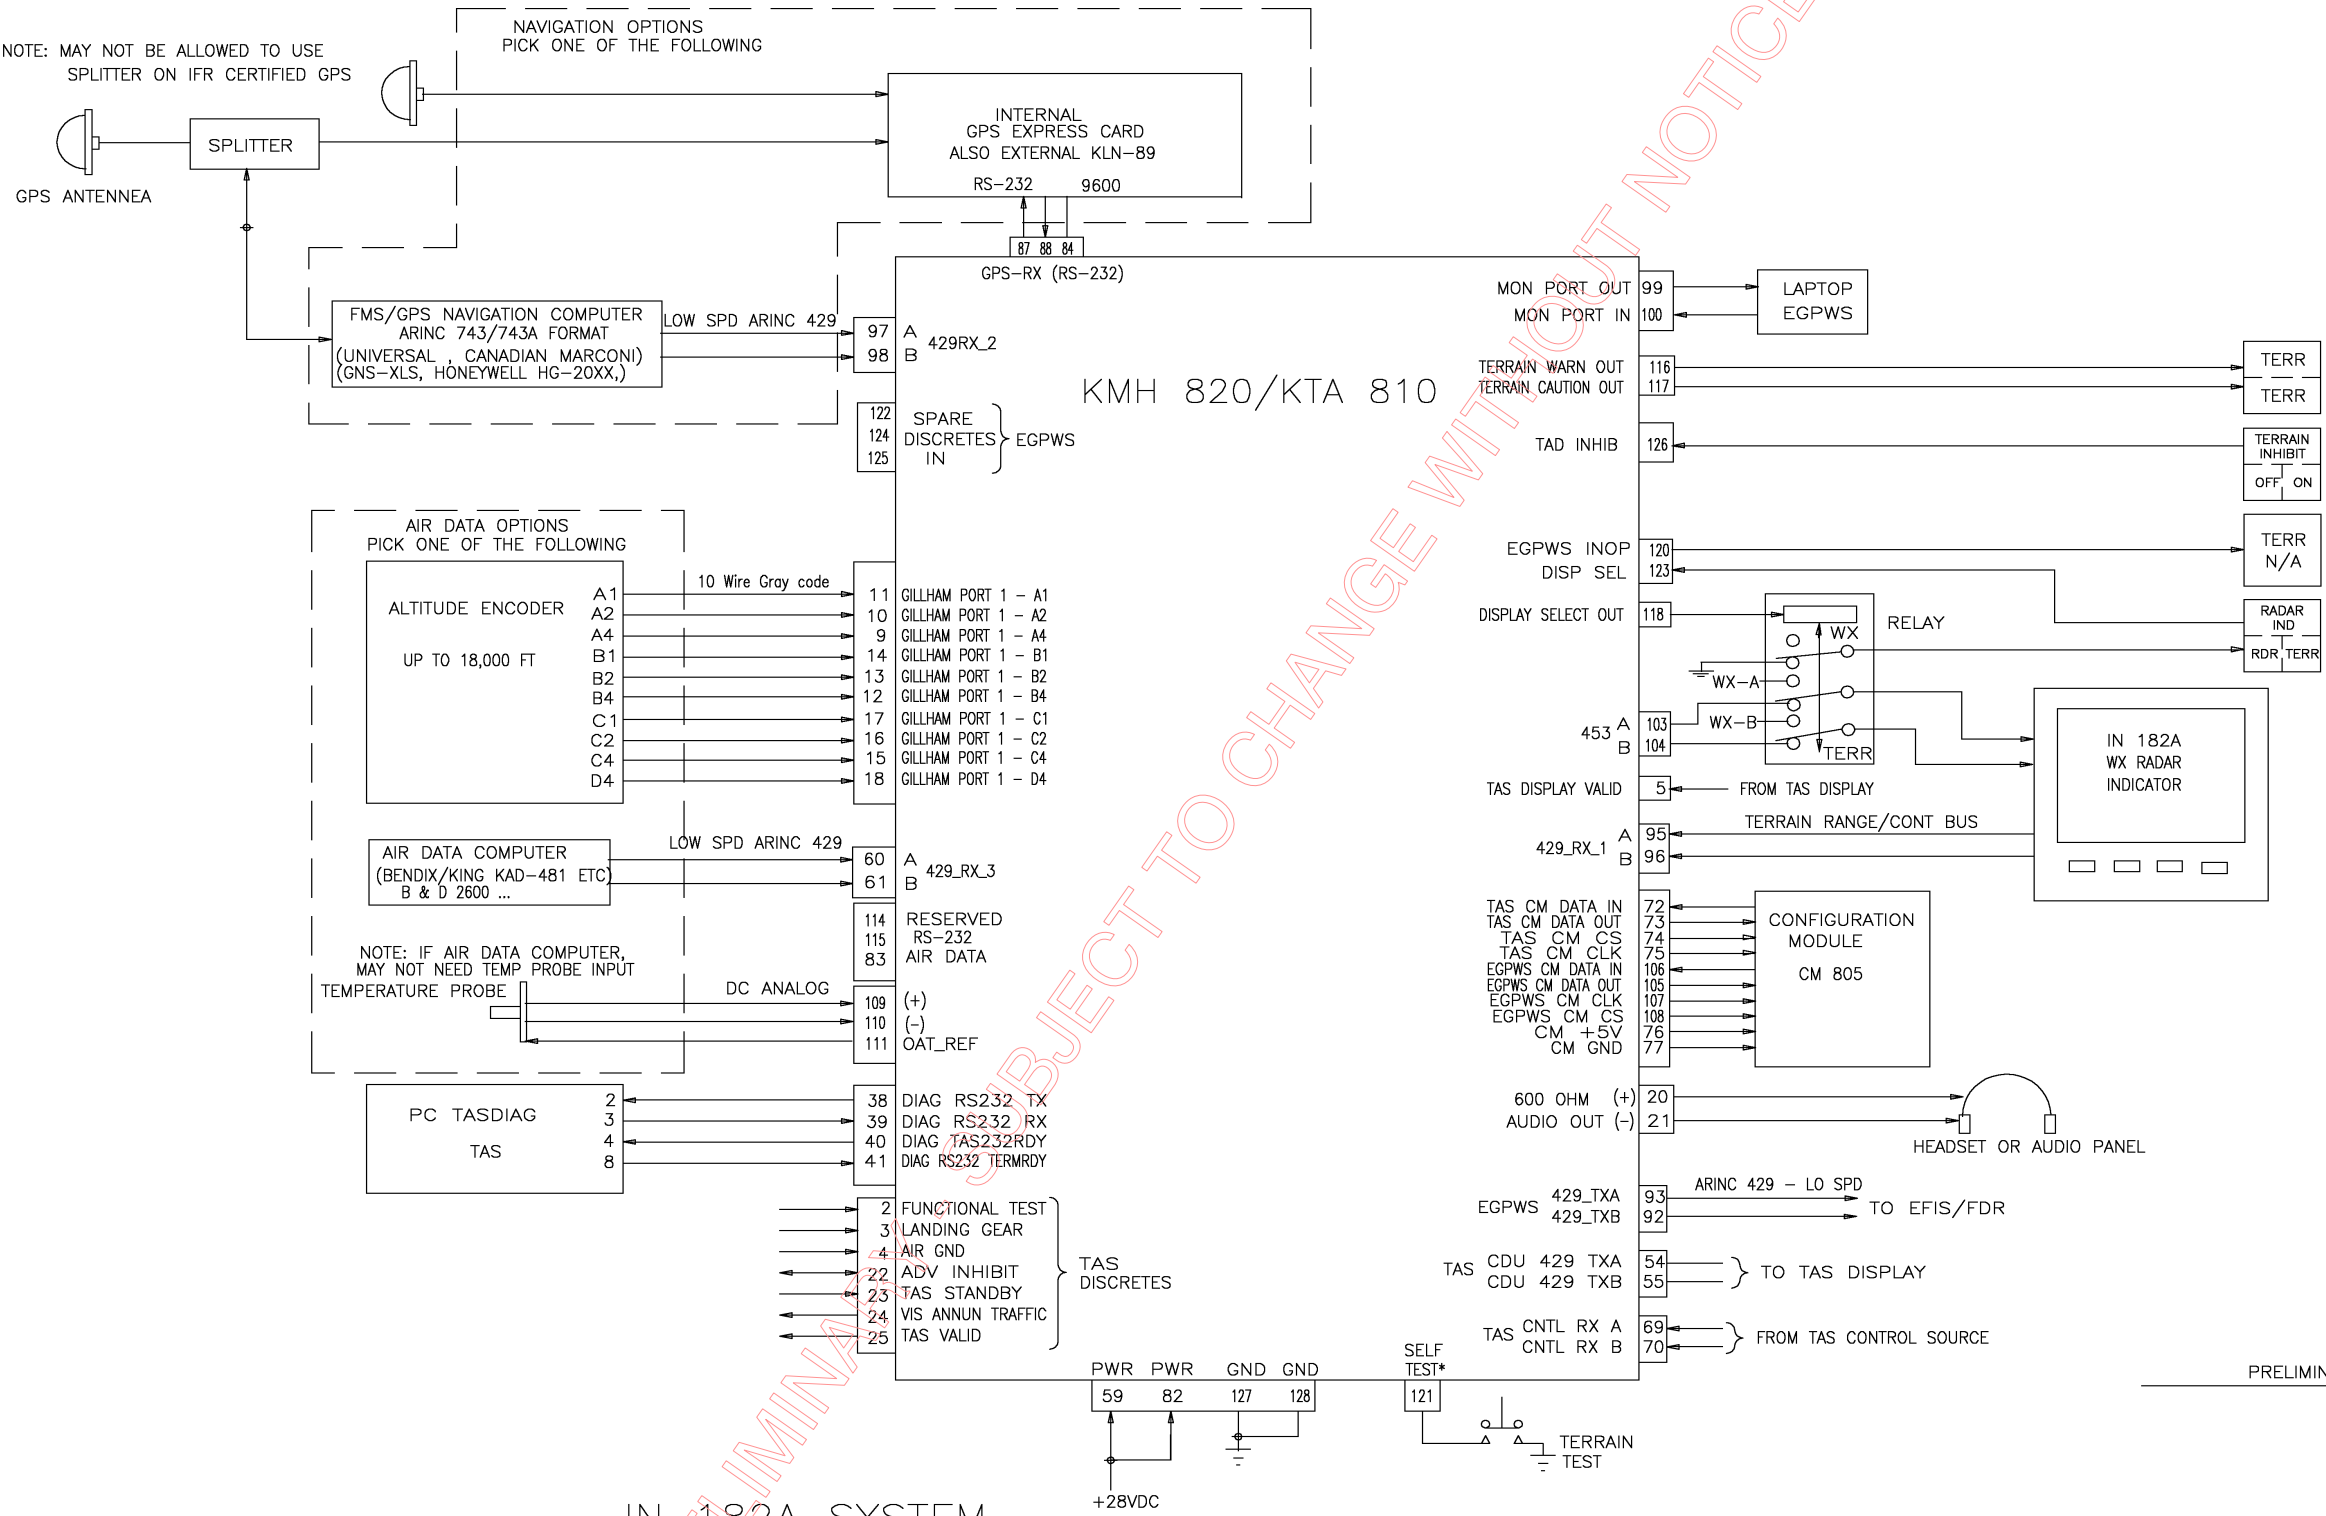 NAVIGATION OPTIONS
PICK ONE OF THE FOLLOWING
NOTE: MAY NOT BE ALLOWED TO USE
SPLITTER ON IFR CERTIFIED GPS
SPLITTER
GPS ANTENNEA
INTERNAL
GPS EXPRESS CARD
ALSO EXTERNAL KLN-89
RS-232 9600
87 88 84
GPS-RX (RS-232)
FMS/GPS NAVIGATION COMPUTER
ARINC 743/743A FORMAT
(UNIVERSAL , CANADIAN MARCONI)
(GNS-XLS, HONEYWELL HG-20XX,)
LOW SPD ARINC 429
97 A
98 B
429RX_2
KMH 820/KTA 810
122
124
125
SPARE
DISCRETES
IN
EGPWS
AIR DATA OPTIONS
PICK ONE OF THE FOLLOWING
ALTITUDE ENCODER
UP TO 18,000 FT
10 Wire Gray code
A1 11 GILLHAM PORT 1 - A1
A2 10 GILLHAM PORT 1 - A2
A4 9 GILLHAM PORT 1 - A4
B1 14 GILLHAM PORT 1 - B1
B2 13 GILLHAM PORT 1 - B2
B4 12 GILLHAM PORT 1 - B4
C1 17 GILLHAM PORT 1 - C1
C2 16 GILLHAM PORT 1 - C2
C4 15 GILLHAM PORT 1 - C4
D4 18 GILLHAM PORT 1 - D4
AIR DATA COMPUTER
(BENDIX/KING KAD-481 ETC)
B & D 2600 ...
LOW SPD ARINC 429
60 A
61 B
429_RX_3
114 RESERVED
115 RS-232
83 AIR DATA
NOTE: IF AIR DATA COMPUTER,
MAY NOT NEED TEMP PROBE INPUT
TEMPERATURE PROBE
DC ANALOG
109 (+)
110 (-)
111 OAT_REF
PC TASDIAG
TAS
2 38 DIAG RS232 TX
3 39 DIAG RS232 RX
4 40 DIAG TAS232RDY
8 41 DIAG RS232 TERMRDY
2 FUNCTIONAL TEST
3 LANDING GEAR
4 AIR GND
22 ADV INHIBIT
23 TAS STANDBY
24 VIS ANNUN TRAFFIC
25 TAS VALID
TAS
DISCRETES
PWR PWR GND GND
59 82 127 128
+28VDC
SELF
TEST*
121
TERRAIN
TEST
MON PORT OUT 99
MON PORT IN 100
LAPTOP
EGPWS
TERRAIN WARN OUT 116
TERRAIN CAUTION OUT 117
TERR
TERR
TAD INHIB 126
TERRAIN
INHIBIT
OFF ON
EGPWS INOP 120
DISP SEL 123
TERR
N/A
DISPLAY SELECT OUT 118
WX
RELAY
RADAR
IND
RDR TERR
WX-A
WX-B
TERR
453 A 103
B 104
IN 182A
WX RADAR
INDICATOR
TAS DISPLAY VALID 5 FROM TAS DISPLAY
TERRAIN RANGE/CONT BUS
429_RX_1
A 95
B 96
TAS CM DATA IN 72
TAS CM DATA OUT 73
TAS CM CS 74
TAS CM CLK 75
EGPWS CM DATA IN 106
EGPWS CM DATA OUT 105
EGPWS CM CLK 107
EGPWS CM CS 108
CM +5V 76
CM GND 77
CONFIGURATION
MODULE
CM 805
600 OHM (+) 20
AUDIO OUT (-) 21
HEADSET OR AUDIO PANEL
ARINC 429 - LO SPD
EGPWS
429_TXA 93
429_TXB 92
TO EFIS/FDR
TAS
CDU 429 TXA 54
CDU 429 TXB 55
TO TAS DISPLAY
TAS
CNTL RX A 69
CNTL RX B 70
FROM TAS CONTROL SOURCE
PRELIMIN
IN 182A SYSTEM
LIMINARY - SUBJECT TO CHANGE WITHOUT NOTICE